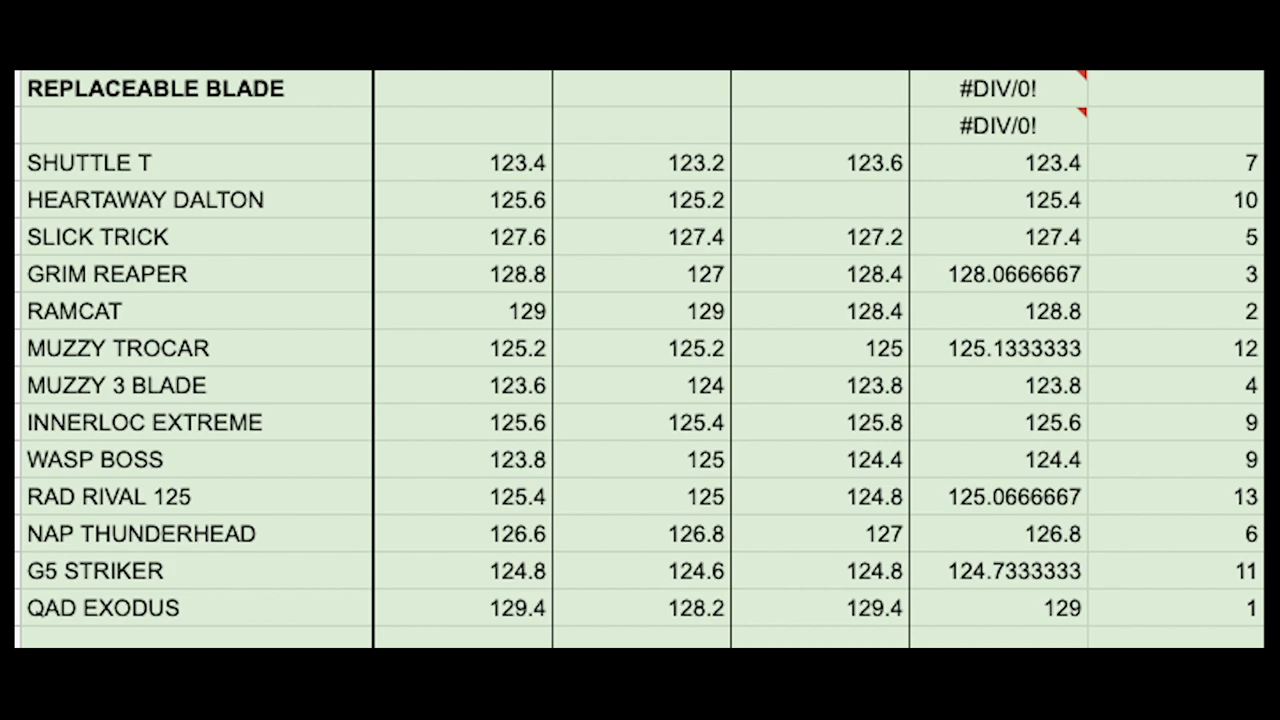 REPLACEABLE BLADE #DIV/0!
#DIV/0!
SHUTTLE T 123.4 123.2 123.6 123.4 7
HEARTAWAY DALTON 125.6 125.2 125.4 10
SLICK TRICK 127.6 127.4 127.2 127.4 5
GRIM REAPER 128.8 127 128.4 128.0666667 3
RAMCAT 129 129 128.4 128.8 2
MUZZY TROCAR 125.2 125.2 125 125.1333333 12
MUZZY 3 BLADE 123.6 124 123.8 123.8 4
INNERLOC EXTREME 125.6 125.4 125.8 125.6 9
WASP BOSS 123.8 125 124.4 124.4 9
RAD RIVAL 125 125.4 125 124.8 125.0666667 13
NAP THUNDERHEAD 126.6 126.8 127 126.8 6
G5 STRIKER 124.8 124.6 124.8 124.7333333 11
QAD EXODUS 129.4 128.2 129.4 129 1